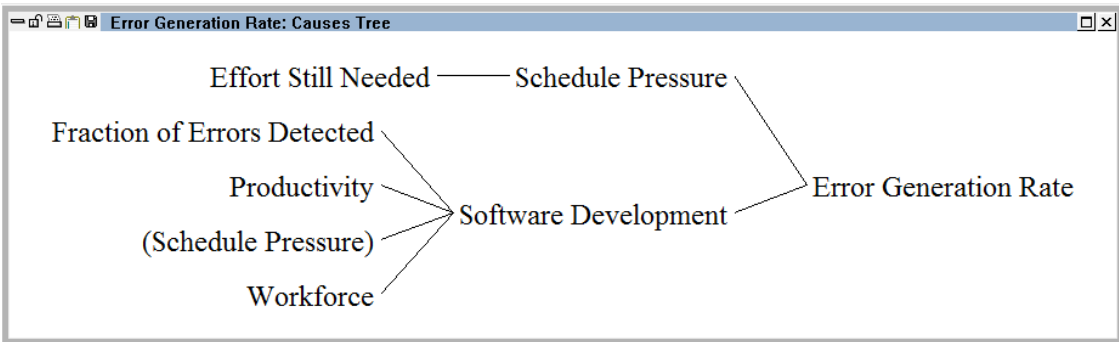 Error Generation Rate: Causes Tree
Effort Still Needed Schedule Pressure
Fraction of Errors Detected
Productivity Error Generation Rate
Software Development
(Schedule Pressure)
Workforce